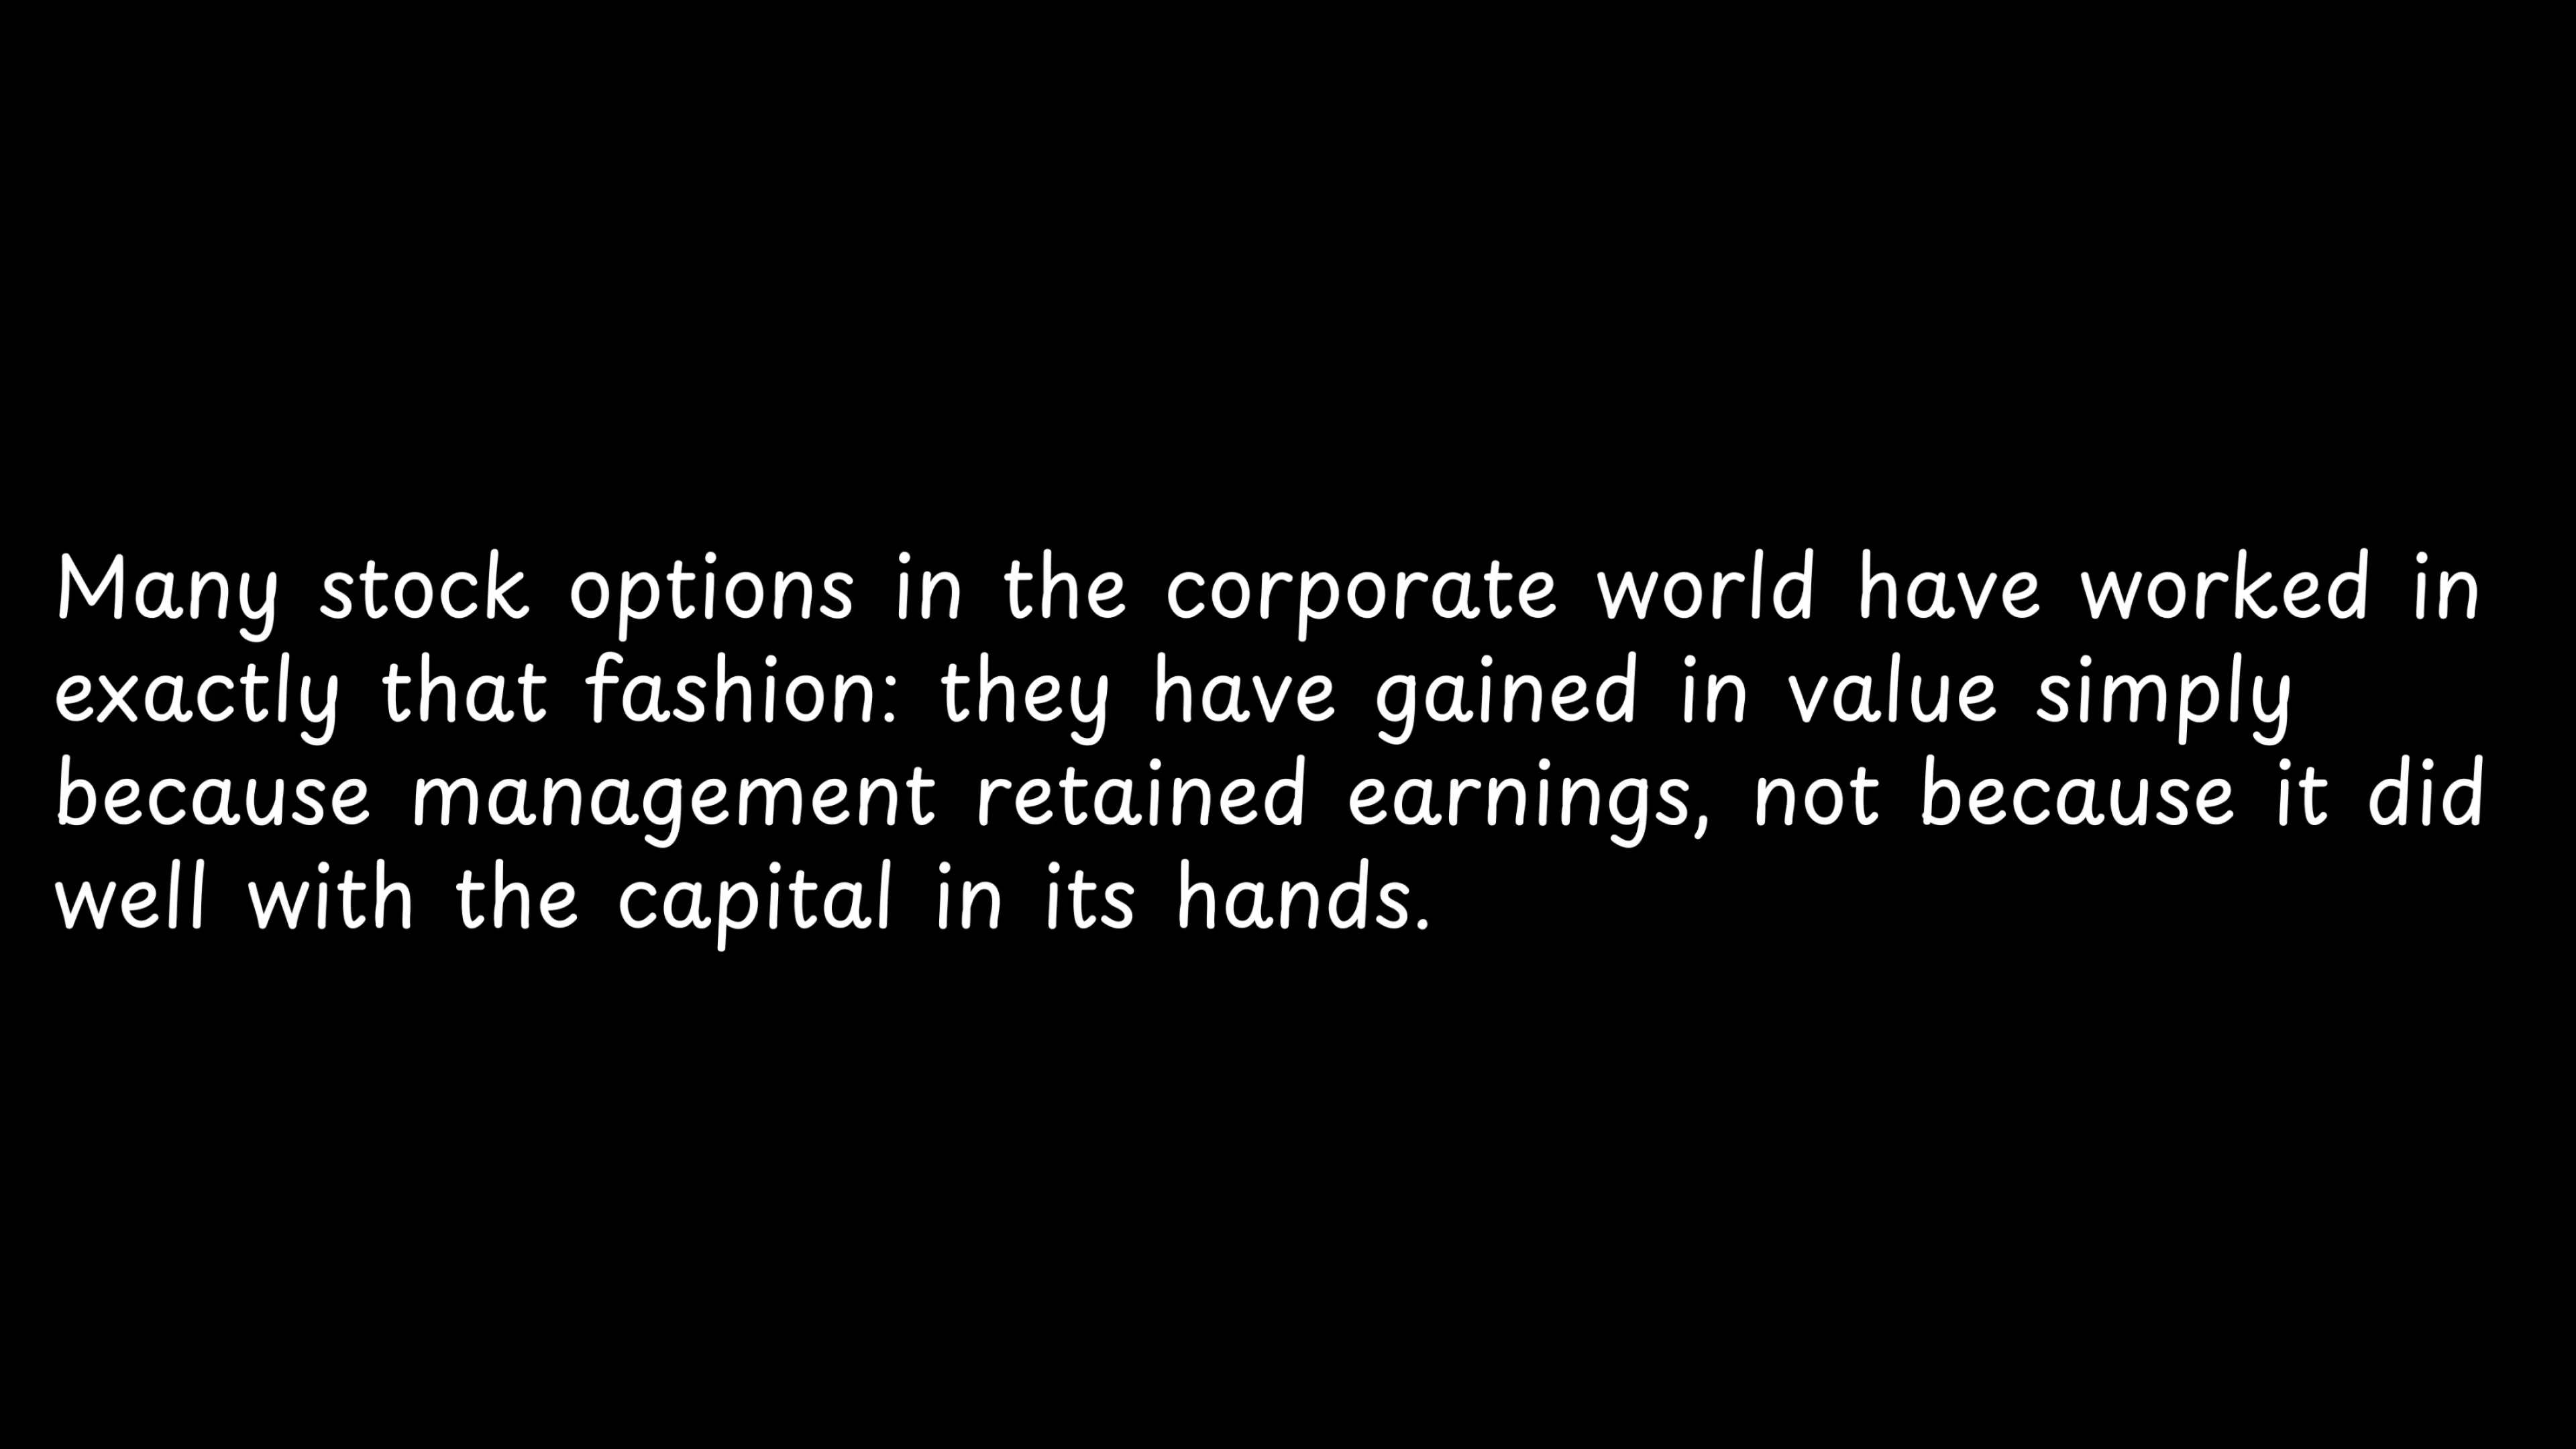 Many stock options in the corporate world have worked in
exactly that fashion: they have gained in value simply
because management retained earnings, not because it did
well with the capital in its hands.